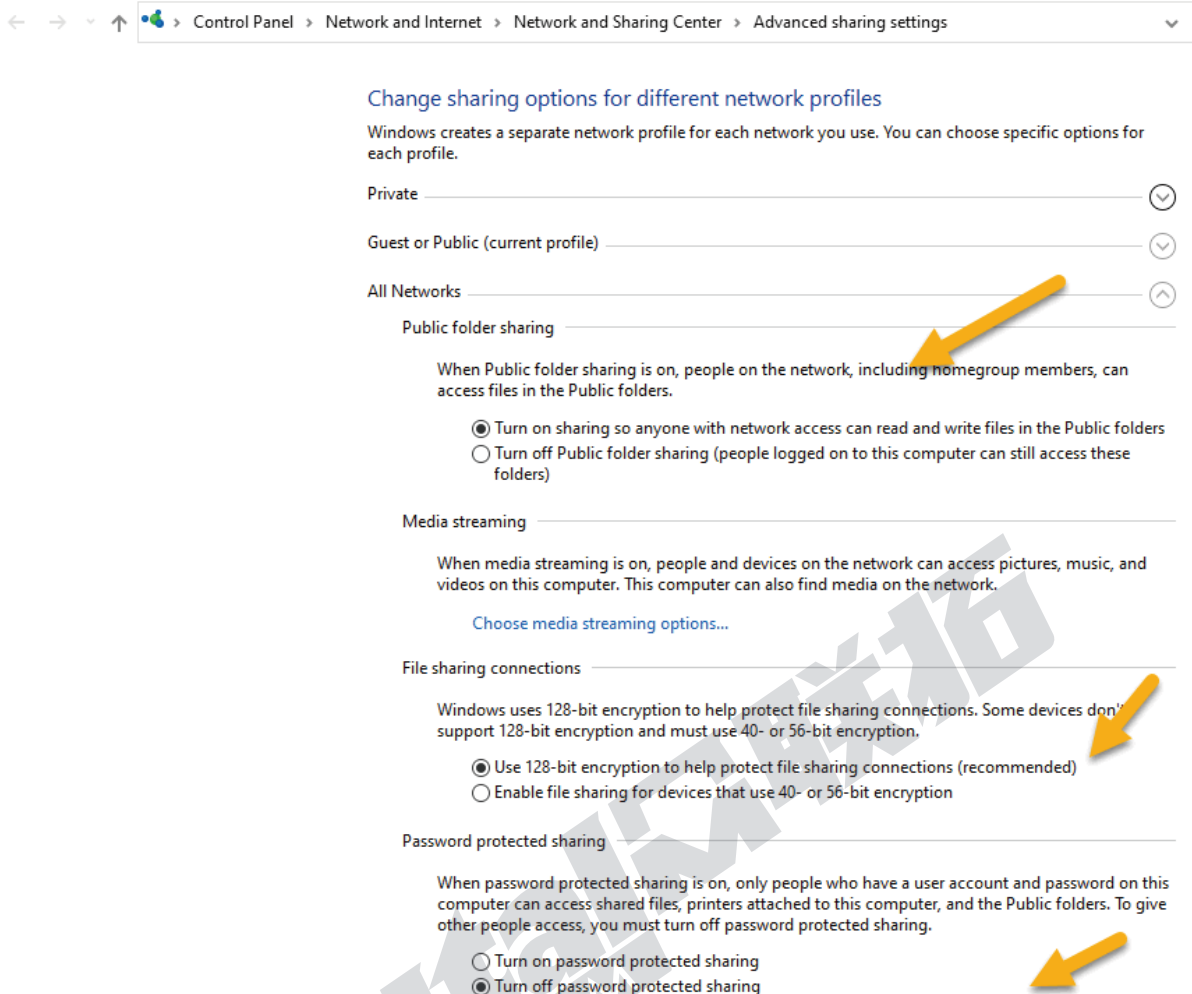 Control Panel > Network and Internet > Network and Sharing Center > Advanced sharing settings
Change sharing options for different network profiles
Windows creates a separate network profile for each network you use. You can choose specific options for
each profile.
Private
Guest or Public (current profile)
All Networks
Public folder sharing
When Public folder sharing is on, people on the network, including homegroup members, can
access files in the Public folders.
Turn on sharing so anyone with network access can read and write files in the Public folders
Turn off Public folder sharing (people logged on to this computer can still access these
folders)
Media streaming
When media streaming is on, people and devices on the network can access pictures, music, and
videos on this computer. This computer can also find media on the network.
Choose media streaming options...
File sharing connections
Windows uses 128-bit encryption to help protect file sharing connections. Some devices don't
support 128-bit encryption and must use 40- or 56-bit encryption.
Use 128-bit encryption to help protect file sharing connections (recommended)
Enable file sharing for devices that use 40- or 56-bit encryption
Password protected sharing
When password protected sharing is on, only people who have a user account and password on this
computer can access shared files, printers attached to this computer, and the Public folders. To give
other people access, you must turn off password protected sharing.
Turn on password protected sharing
Turn off password protected sharing